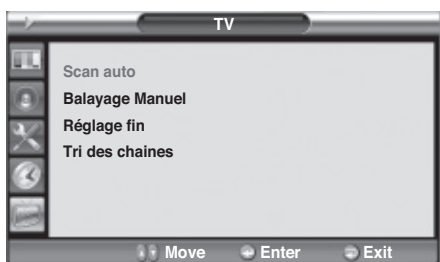 TV
Scan auto
Balayage Manuel
Réglage fin
Tri des chaines
Move Enter Exit